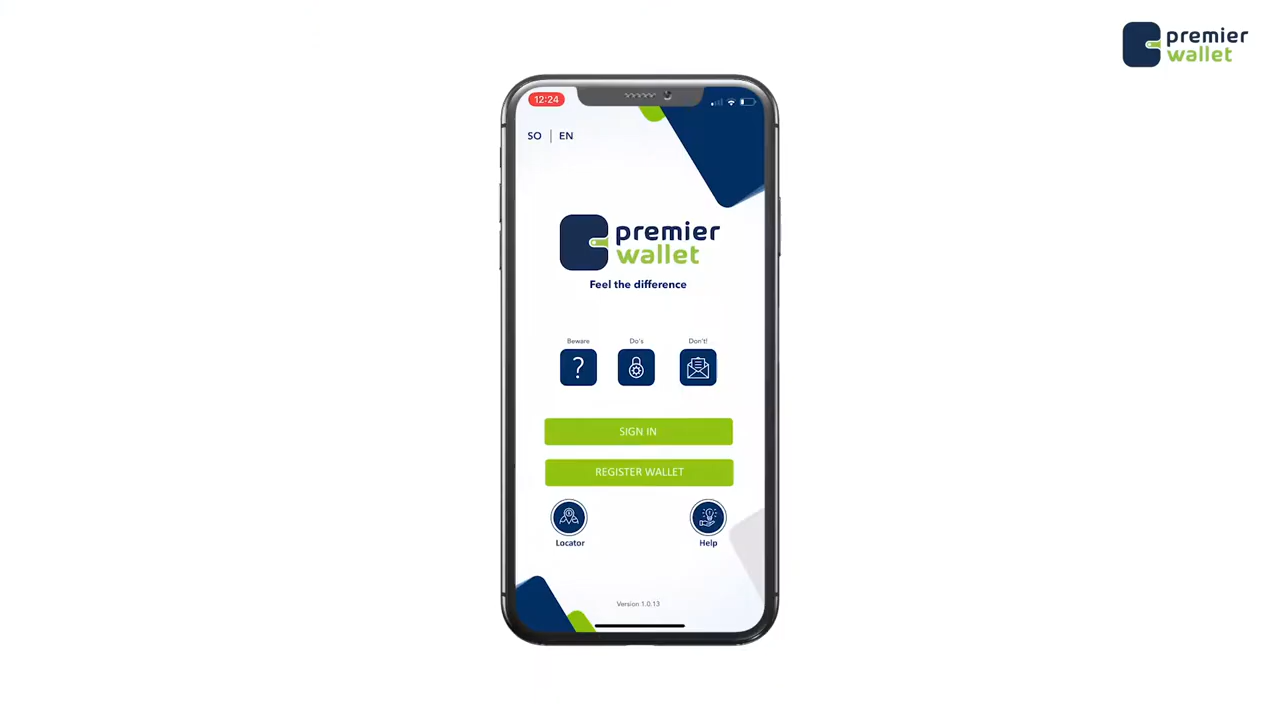 premier
wallet
12:24
SO | EN
premier
wallet
Feel the difference
Beware
Do's
Don't!
?
SIGN IN
REGISTER WALLET
Locator
Help
Version 1.0.13